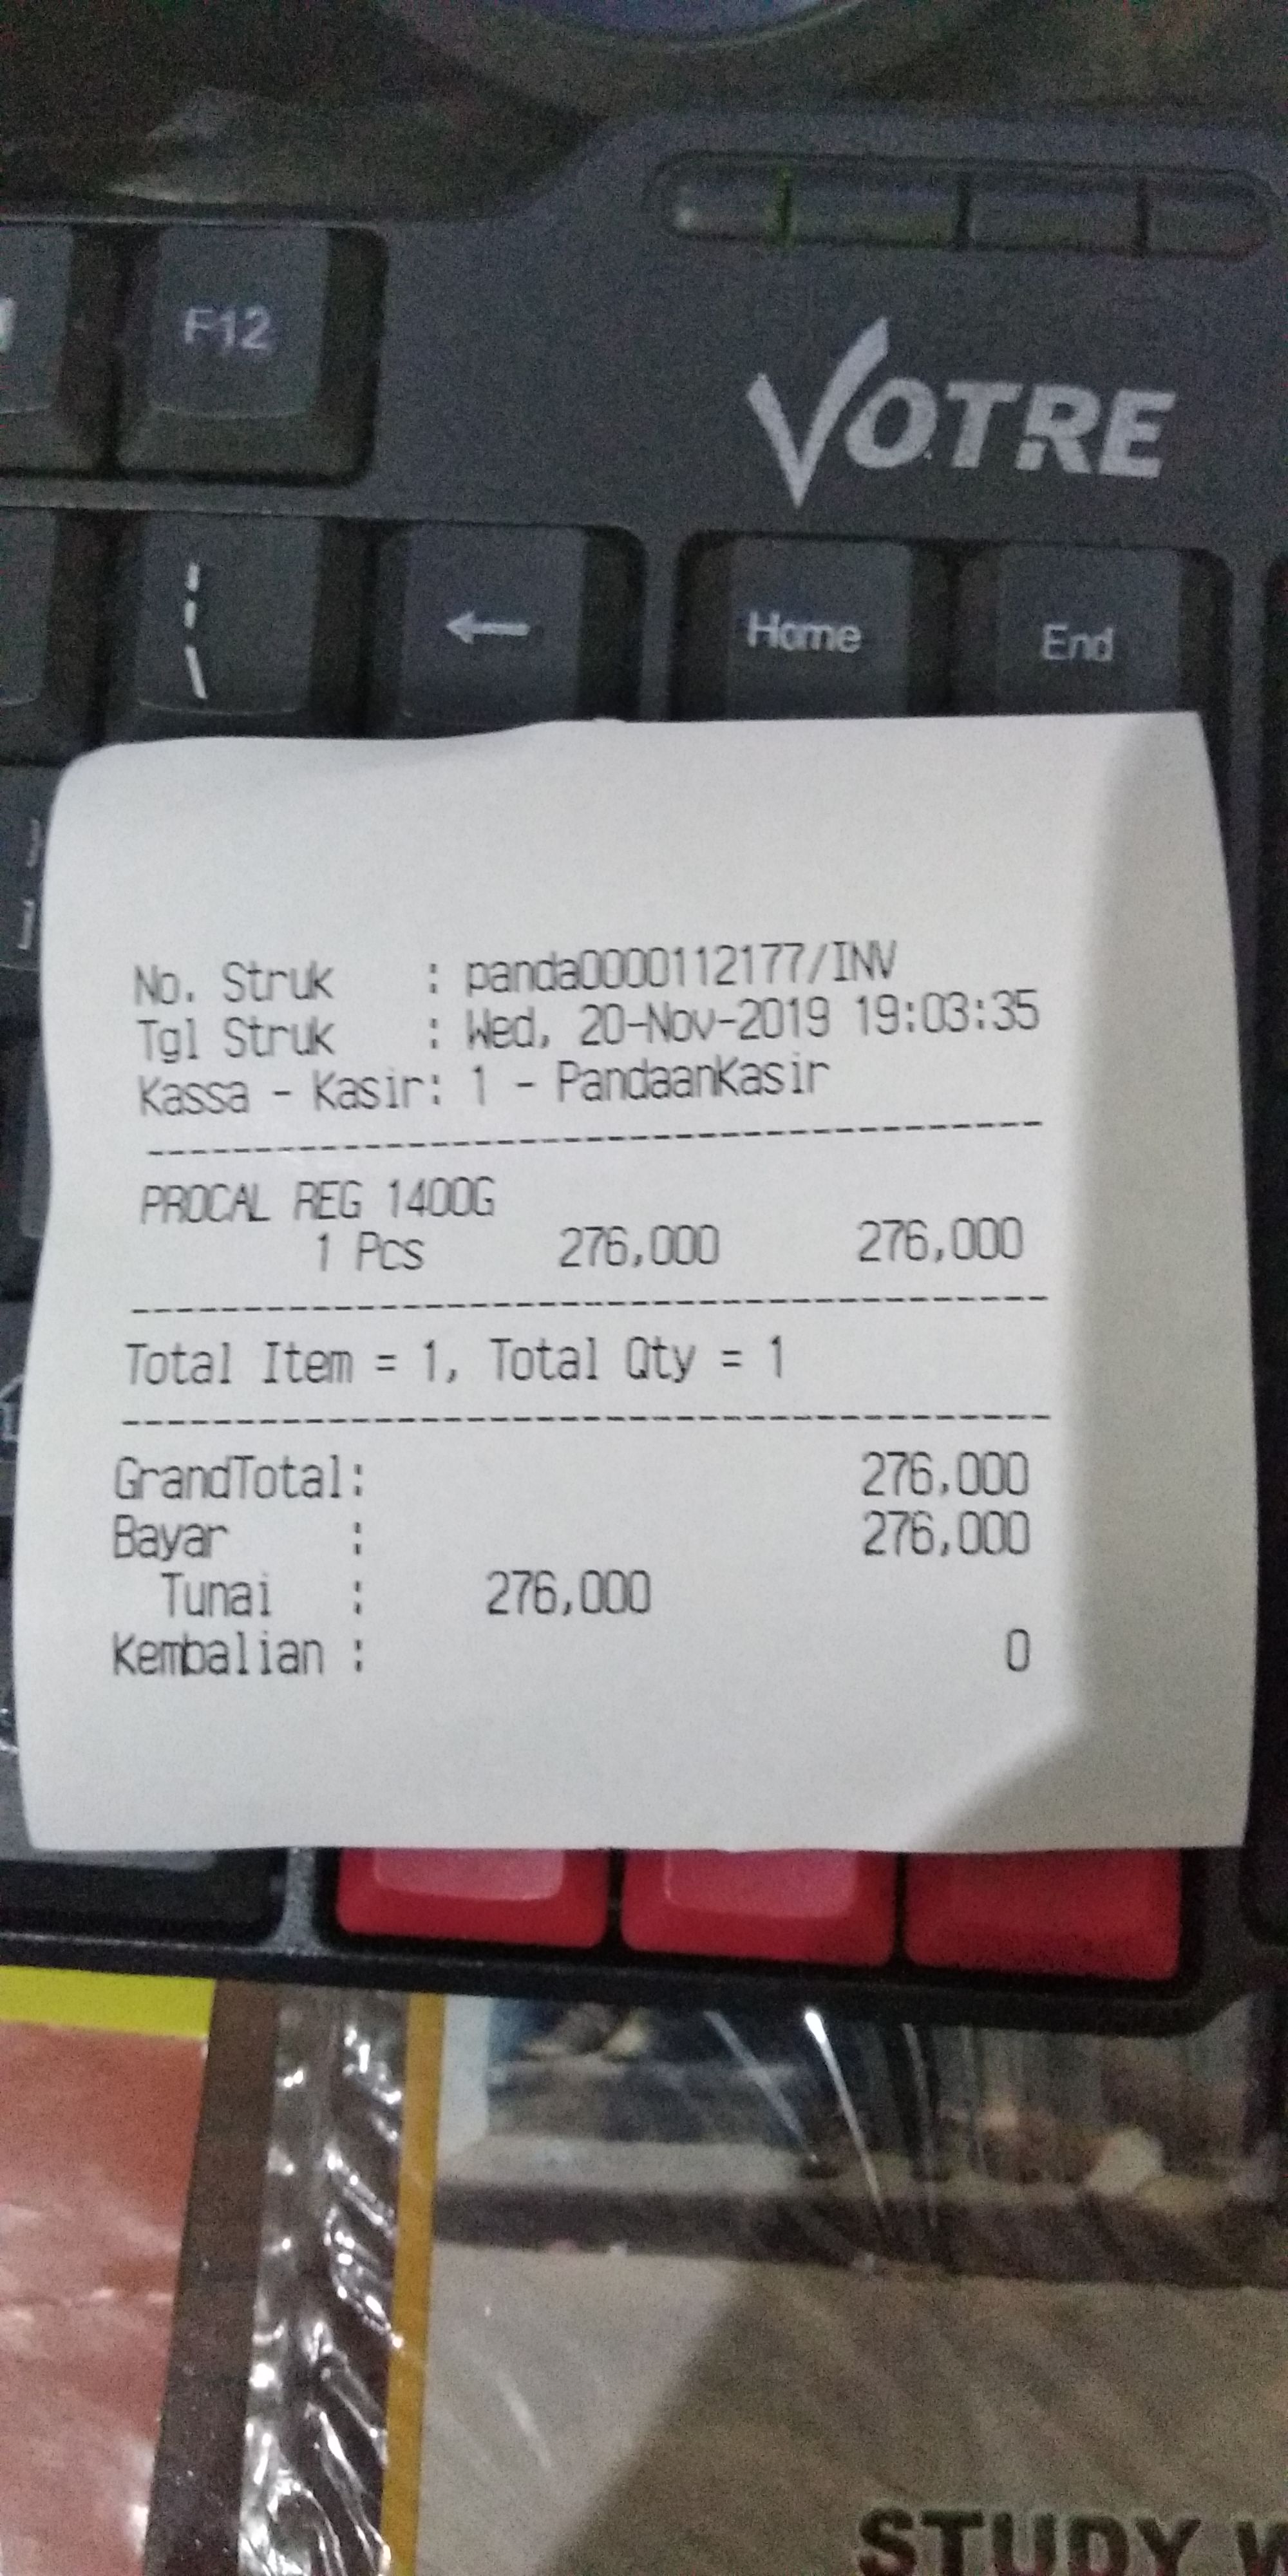 F12
VOTRE
Home
End
No. Struk : panda0000112177/INV
Tgl Struk : Wed, 20-Nov-2019 19:03:35
Kassa - Kasir: 1 - PandaanKasir
----------------------------------------
PROCAL REG 1400G
1 Pcs 276,000 276,000
----------------------------------------
Total Item = 1, Total Qty = 1
----------------------------------------
GrandTotal: 276,000
Bayar : 276,000
Tunai : 276,000
Kembalian : 0
STUDY